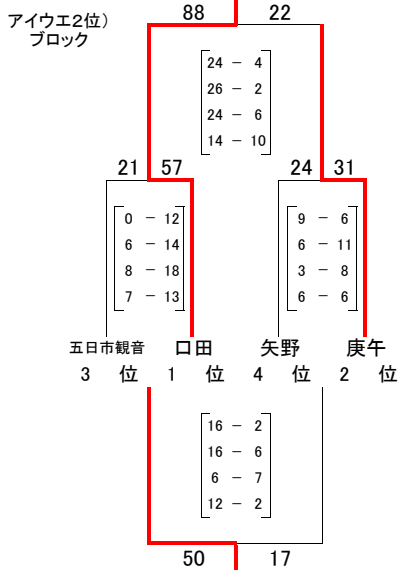 88 22
アイウエ2位)
ブロック
24 − 4
26 − 2
24 − 6
14 − 10
21 57 24 31
0 − 12 9 − 6
6 − 14 6 − 11
8 − 18 3 − 8
7 − 13 6 − 6
五日市観音 口田 矢野 庚午
3 位 1 位 4 位 2 位
16 − 2
16 − 6
6 − 7
12 − 2
50 17